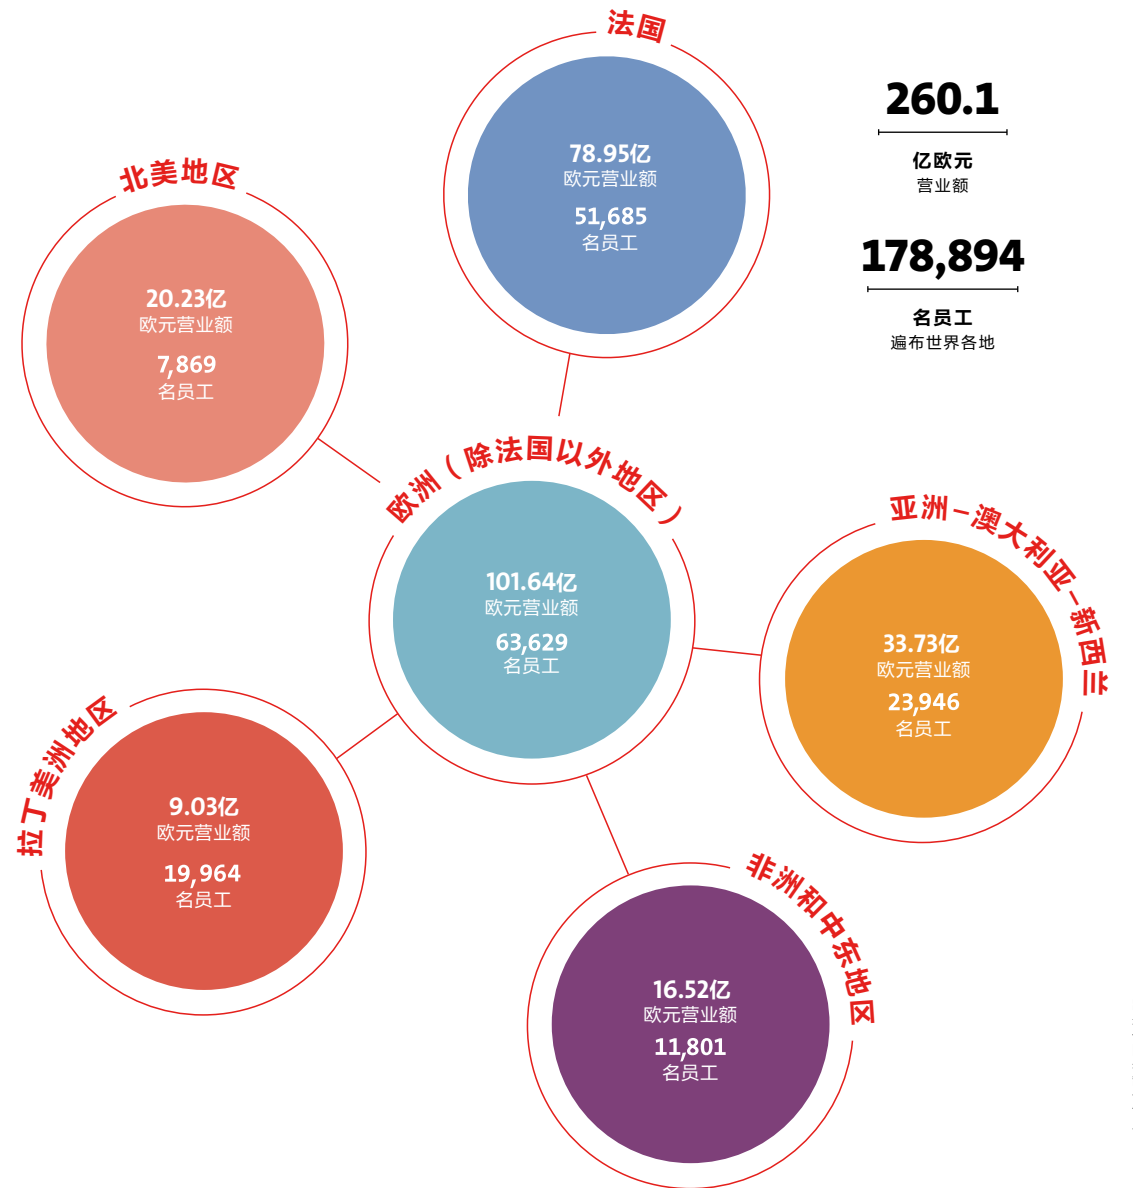 法国
78.95亿
欧元营业额
51,685
名员工
260.1
亿欧元
营业额
178,894
名员工
遍布世界各地
北美地区
20.23亿
欧元营业额
7,869
名员工
欧洲（除法国以外地区）
101.64亿
欧元营业额
63,629
名员工
亚洲–澳大利亚–新西兰
33.73亿
欧元营业额
23,946
名员工
拉丁美洲地区
9.03亿
欧元营业额
19,964
名员工
非洲和中东地区
16.52亿
欧元营业额
11,801
名员工